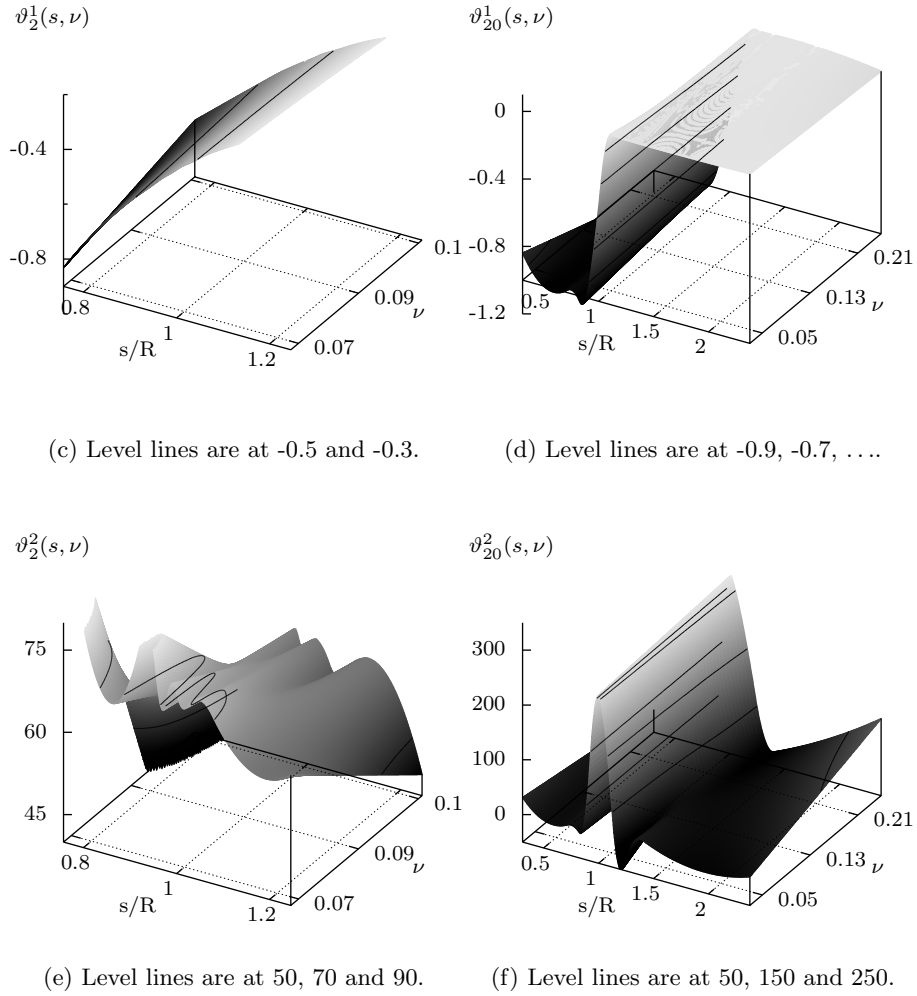 ϑ¹₂(s, ν)
-0.4
-0.8
0.8
1
1.2
s/R
0.07
0.09
0.1
ν
(c) Level lines are at -0.5 and -0.3.
ϑ¹₂₀(s, ν)
0
-0.4
-0.8
-1.2
0.5
1
1.5
2
s/R
0.05
0.13
0.21
ν
(d) Level lines are at -0.9, -0.7, ....
ϑ²₂(s, ν)
75
60
45
0.8
1
1.2
s/R
0.07
0.09
0.1
ν
(e) Level lines are at 50, 70 and 90.
ϑ²₂₀(s, ν)
300
200
100
0
0.5
1
1.5
2
s/R
0.05
0.13
0.21
ν
(f) Level lines are at 50, 150 and 250.